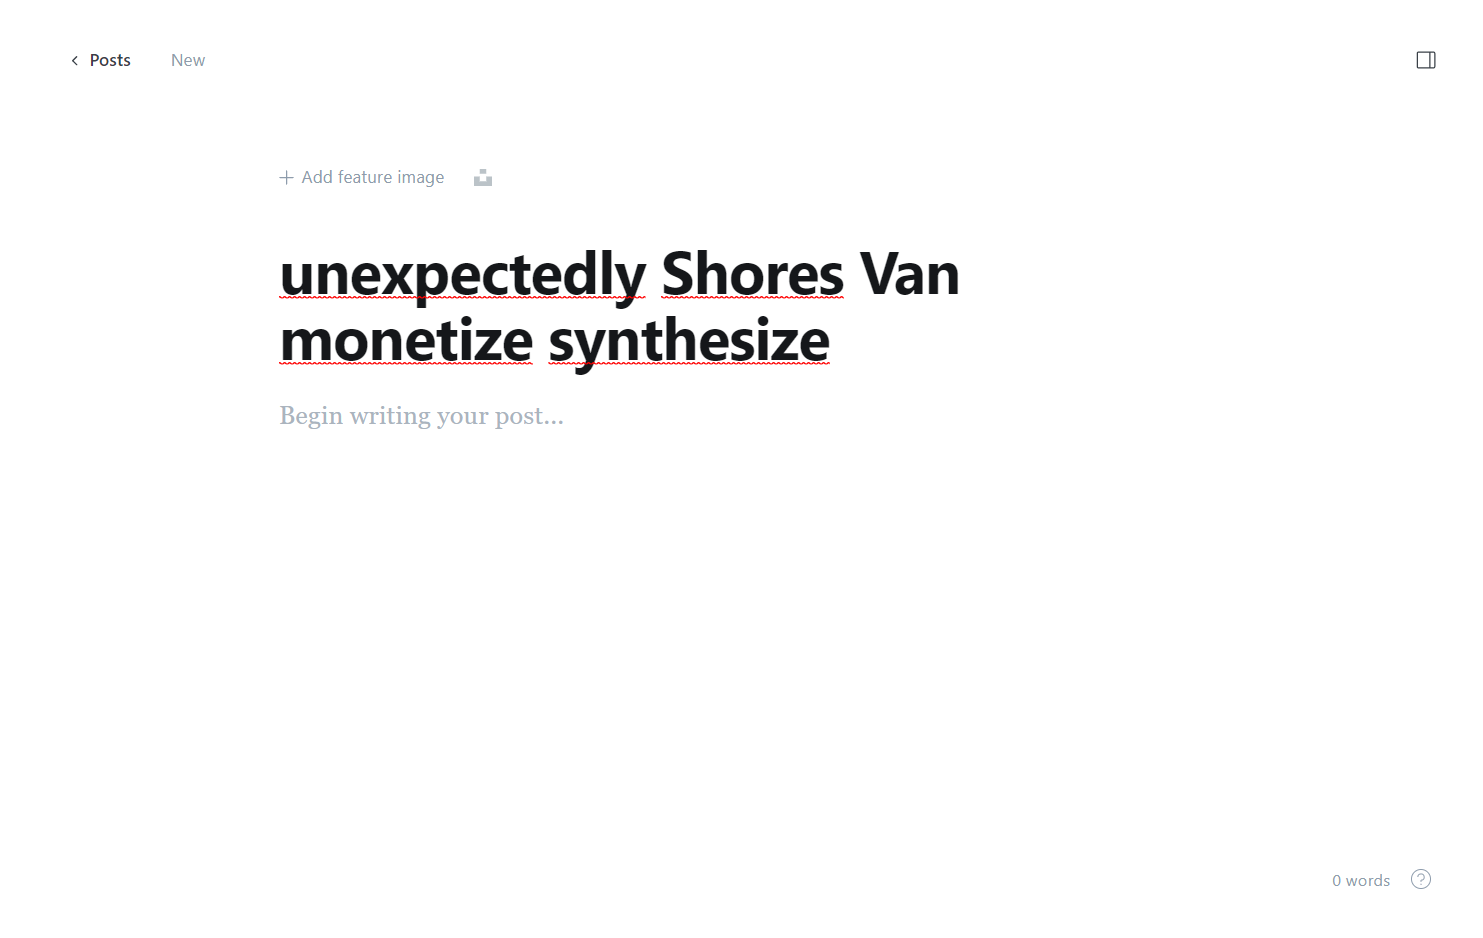 Posts
New
Add feature image
unexpectedly Shores Van
monetize synthesize
Begin writing your post...
0 words
?